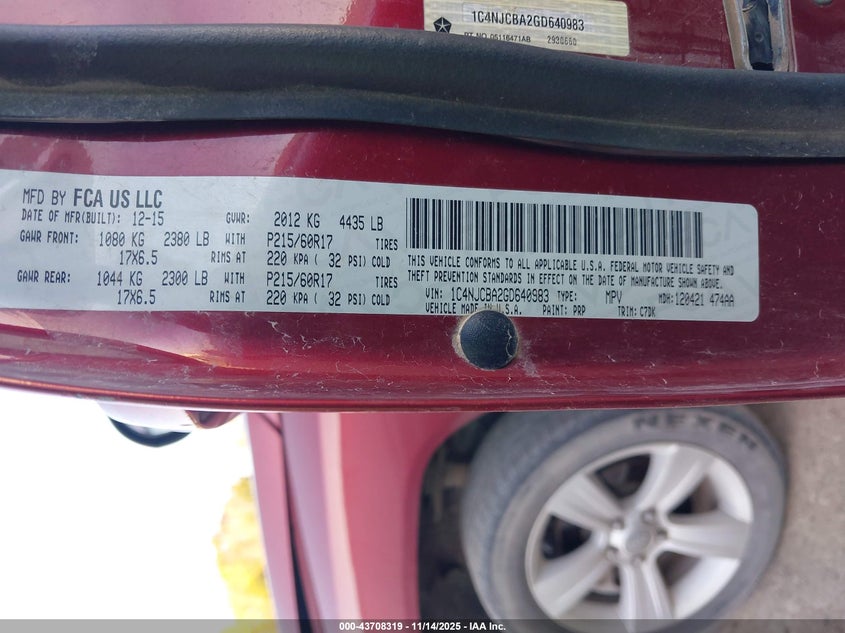 1C4NJCBA2GD640983
PT. NO. 05116471AB 2930660
MFD BY FCA US LLC
DATE OF MFR(BUILT): 12-15 GVWR: 2012 KG 4435 LB
GAWR FRONT: 1080 KG 2380 LB WITH P215/60R17 TIRES
17X6.5 RIMS AT 220 KPA ( 32 PSI) COLD
GAWR REAR: 1044 KG 2300 LB WITH P215/60R17 TIRES
17X6.5 RIMS AT 220 KPA ( 32 PSI) COLD
THIS VEHICLE CONFORMS TO ALL APPLICABLE U.S.A. FEDERAL MOTOR VEHICLE SAFETY AND
THEFT PREVENTION STANDARDS IN EFFECT ON THE DATE OF MANUFACTURE SHOWN ABOVE.
VIN: 1C4NJCBA2GD640983 TYPE: MPV MDH: 120421 474AA
VEHICLE MADE IN U.S.A. PAINT: PRP TRIM: C7DK
NEXEN
000-43708319 - 11/14/2025 - IAA Inc.